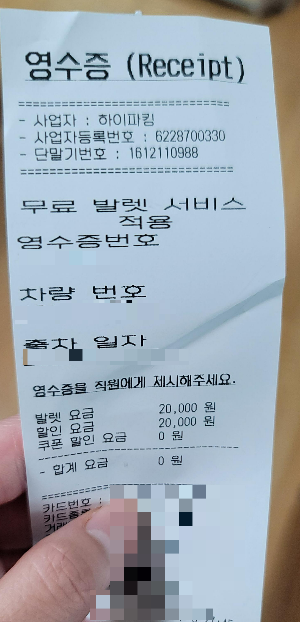 영수증 (Receipt)
==============================
- 사업자 : 하이파킹
- 사업자등록번호 : 6228700330
- 단말기번호 : 1612110988
==============================
무료 발렛 서비스
적용
영수증번호
차량 번호
출차 일자
영수증을 직원에게 제시해주세요.
발렛 요금 20,000 원
할인 요금 20,000 원
쿠폰 할인 요금 0 원
------------------------------
- 합계 요금 0 원
==============================
카드번호 :